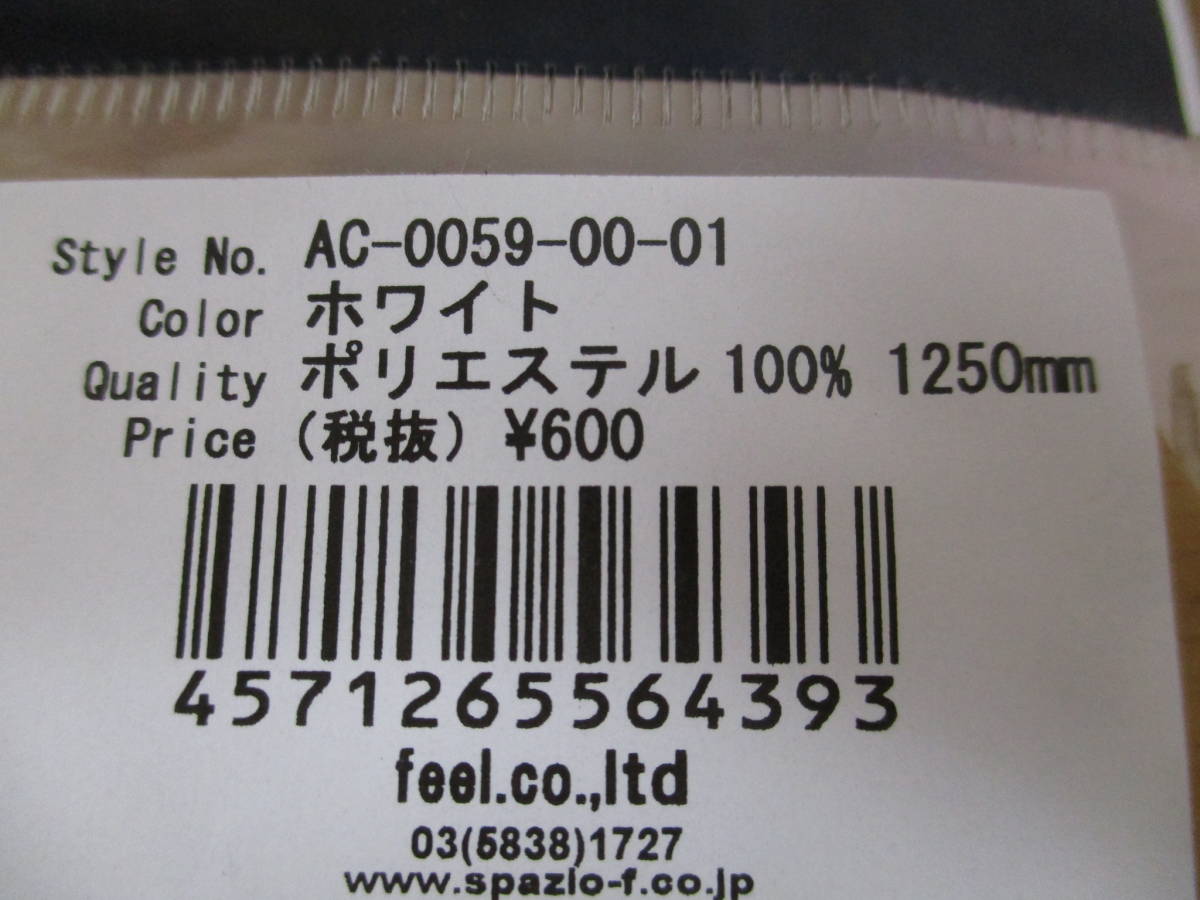 Style No. AC-0059-00-01
Color ホワイト
Quality ポリエステル 100% 1250mm
Price (税抜) ¥600
4571265564393
feel.co.,ltd
03(5838)1727
www.spazio-f.co.jp